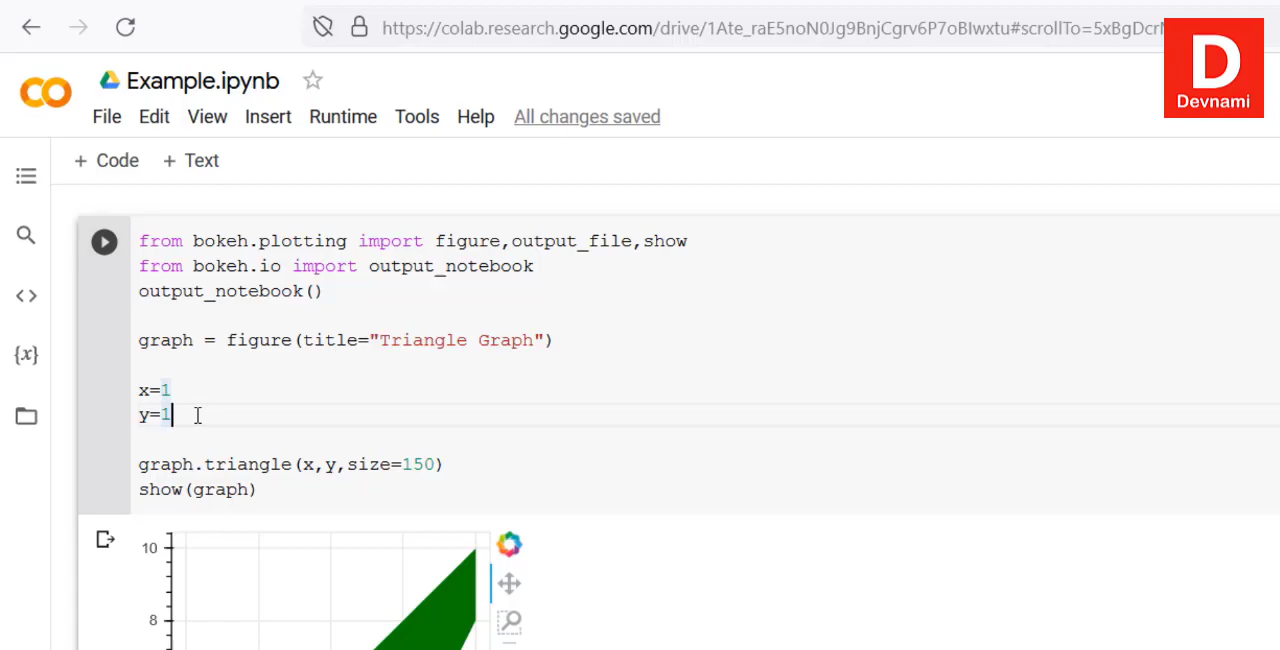 https://colab.research.google.com/drive/1Ate_raE5noN0Jg9BnjCgrv6P7oBIwxtu#scrollTo=5xBgDcr
D
Devnami
CO
Example.ipynb
File Edit View Insert Runtime Tools Help All changes saved
+ Code + Text
from bokeh.plotting import figure,output_file,show
from bokeh.io import output_notebook
output_notebook()
graph = figure(title="Triangle Graph")
x=1
y=1
graph.triangle(x,y,size=150)
show(graph)
{x}
10
8